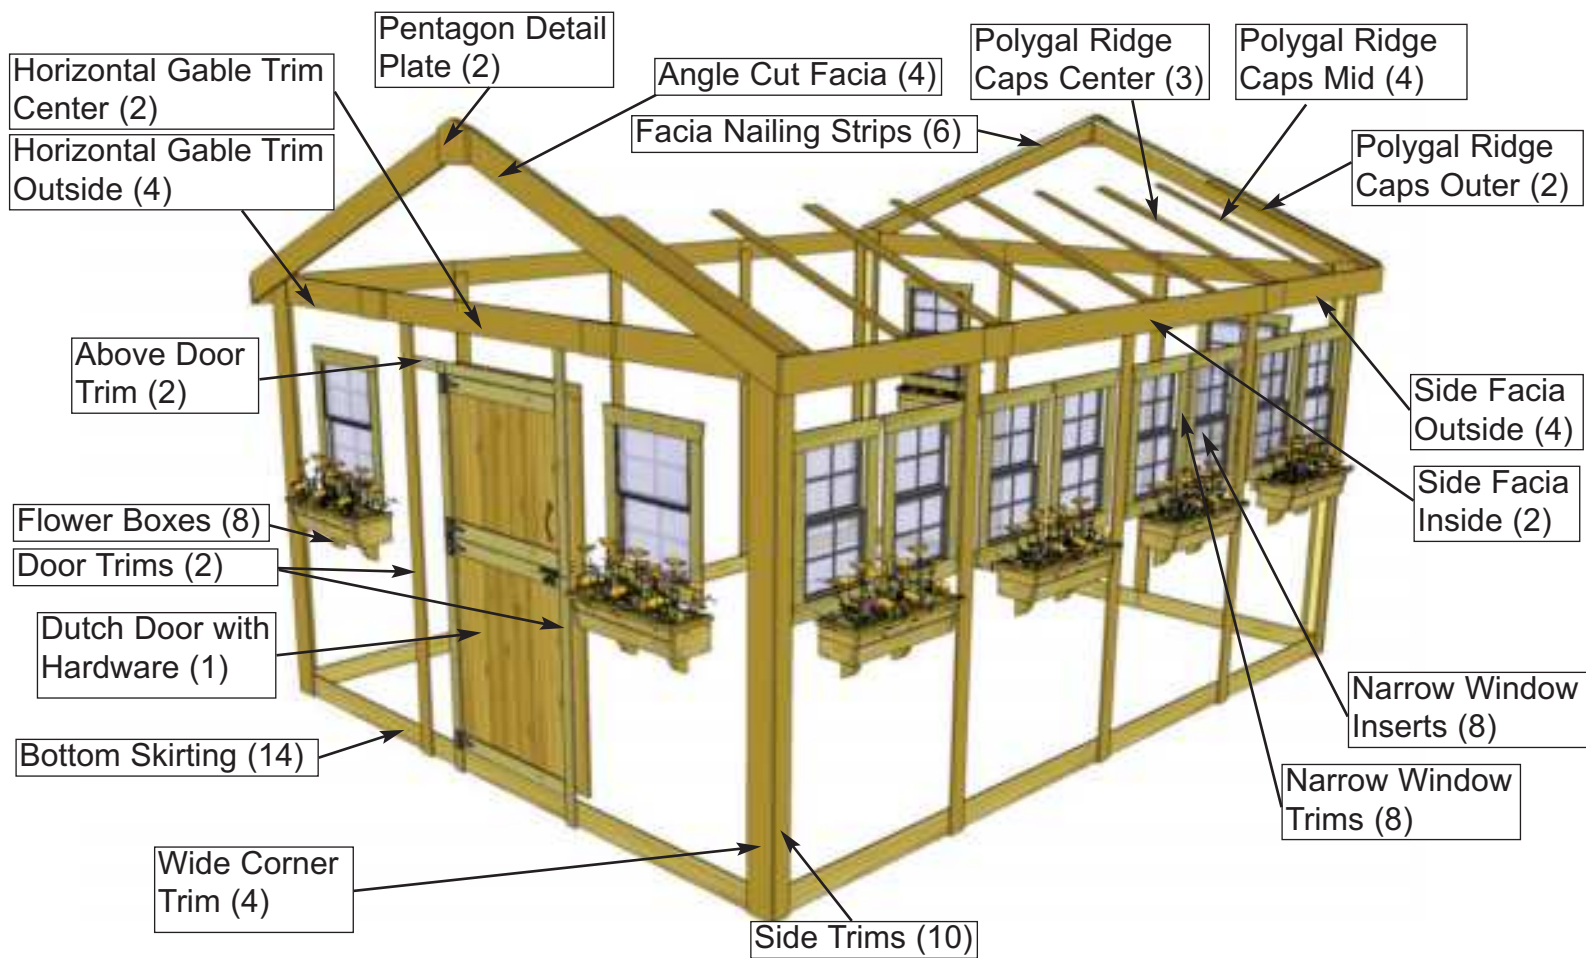 Pentagon Detail
Plate (2)
Horizontal Gable Trim
Center (2)
Angle Cut Facia (4)
Polygal Ridge
Caps Center (3)
Polygal Ridge
Caps Mid (4)
Facia Nailing Strips (6)
Horizontal Gable Trim
Outside (4)
Polygal Ridge
Caps Outer (2)
Above Door
Trim (2)
Side Facia
Outside (4)
Side Facia
Inside (2)
Flower Boxes (8)
Door Trims (2)
Dutch Door with
Hardware (1)
Narrow Window
Inserts (8)
Bottom Skirting (14)
Narrow Window
Trims (8)
Wide Corner
Trim (4)
Side Trims (10)